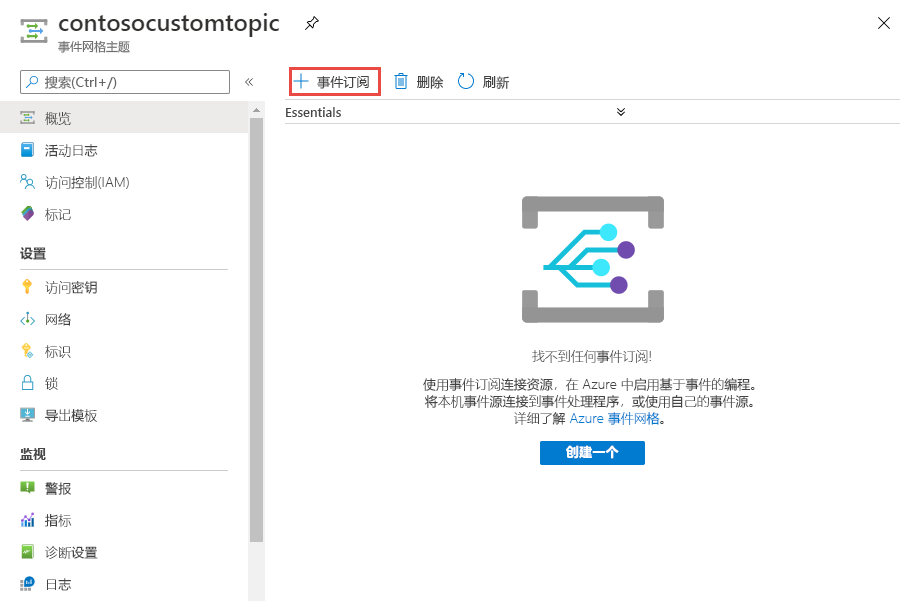 contosocustomtopic
事件网格主题
搜索(Ctrl+/)
«
事件订阅
删除
刷新
Essentials
概览
活动日志
访问控制(IAM)
标记
设置
访问密钥
网络
标识
锁
导出模板
监视
警报
指标
诊断设置
日志
找不到任何事件订阅!
使用事件订阅连接资源，在 Azure 中启用基于事件的编程。
将本机事件源连接到事件处理程序，或使用自己的事件源。
详细了解 Azure 事件网格。
创建一个